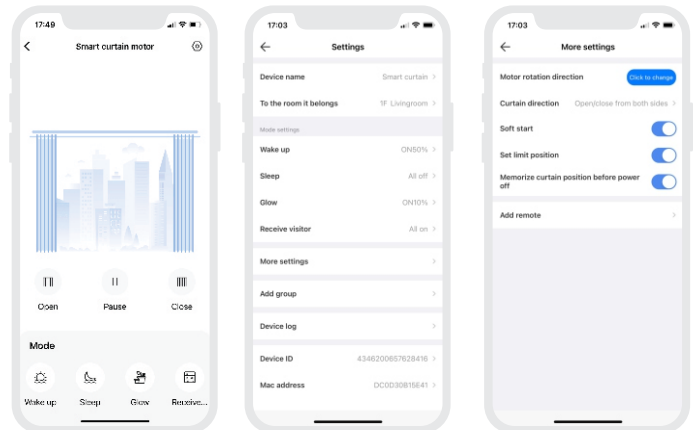 17:49
Smart curtain motor
Open
Pause
Close
Mode
Wake up
Sleep
Glow
Receive...
17:03
Settings
Device name
Smart curtain
To the room it belongs
1F Livingroom
Mode settings
Wake up
ON50%
Sleep
All off
Glow
ON10%
Receive visitor
All on
More settings
Add group
Device log
Device ID
4346200657628416
Mac address
DC0D30815E41
17:03
More settings
Motor rotation direction
Click to change
Curtain direction
Open/close from both sides
Soft start
Set limit position
Memorize curtain position before power
off
Add remote